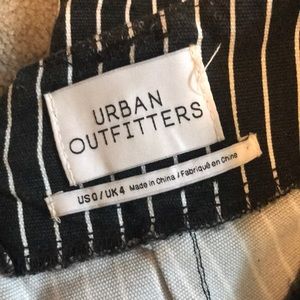 URBAN
OUTFITTERS
US 0 / UK 4 Made in China / Fabriqué en Chine